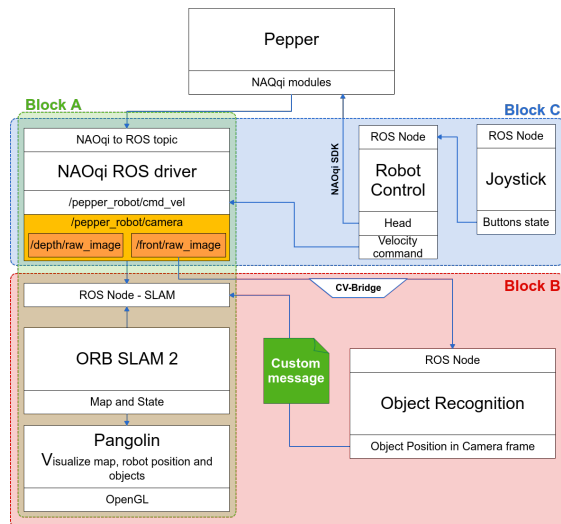 Pepper
NAQqi modules
Block A
Block C
NAOqi to ROS topic
NAOqi ROS driver
/pepper_robot/cmd_vel
/pepper_robot/camera
/depth/raw_image
/front/raw_image
NAOqi SDK
ROS Node
Robot
Control
Head
Velocity
command
ROS Node
Joystick
Buttons state
Block B
CV-Bridge
ROS Node - SLAM
ORB SLAM 2
Map and State
Pangolin
Visualize map, robot position and
objects
OpenGL
Custom
message
ROS Node
Object Recognition
Object Position in Camera frame